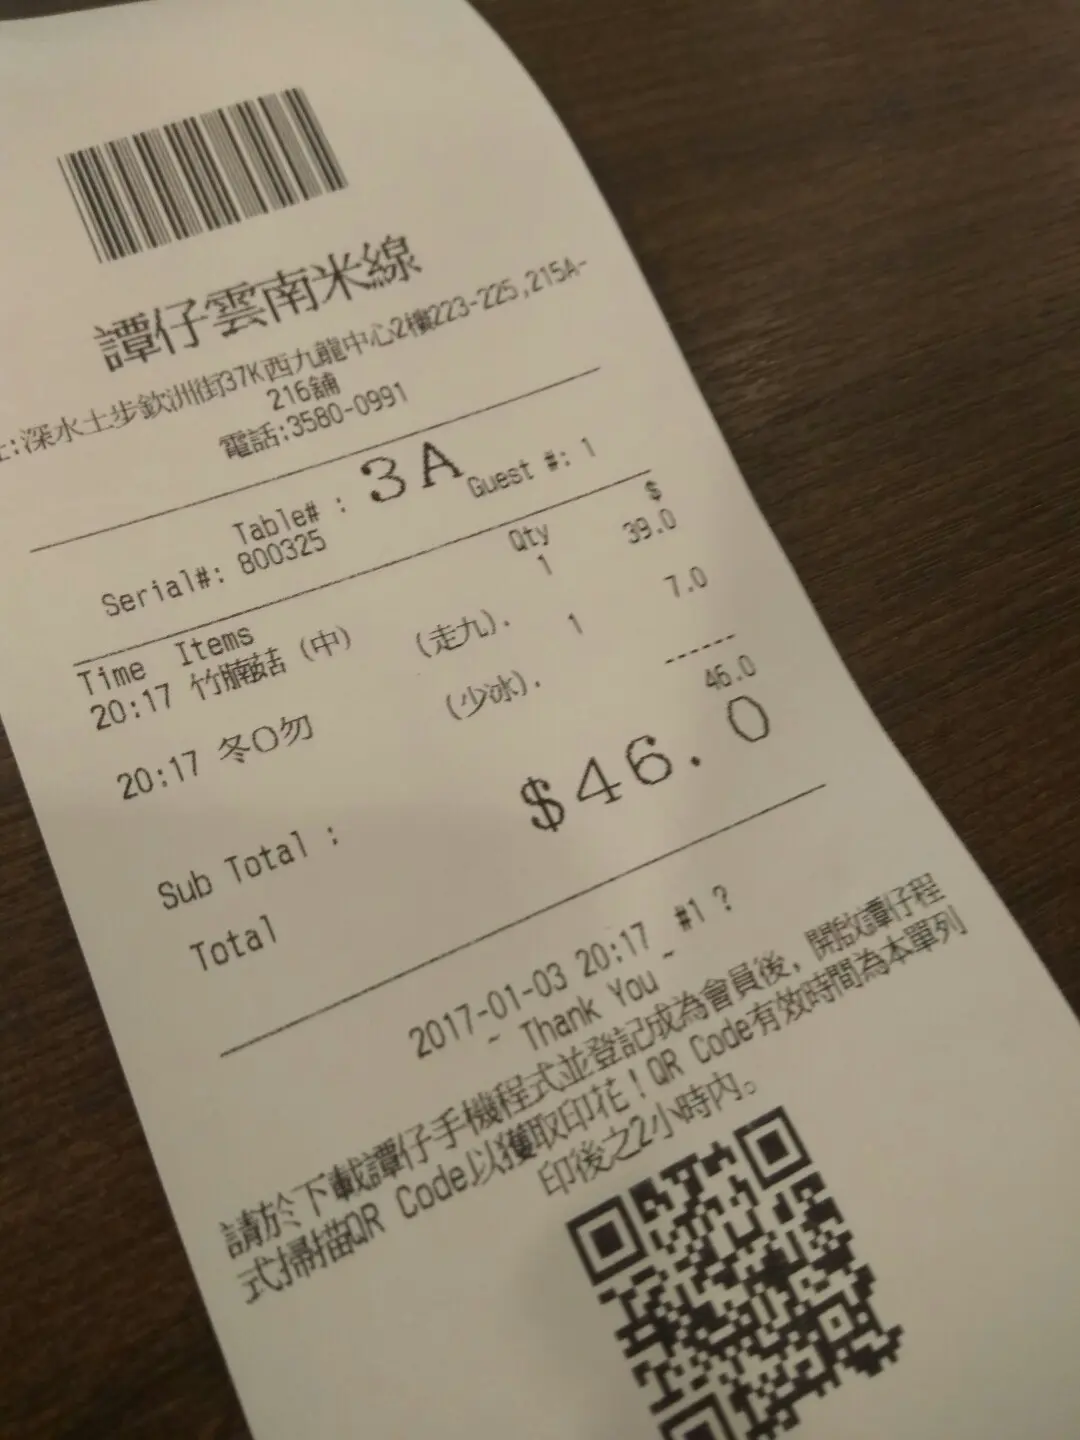 譚仔雲南米線
:深水土步欽洲街37K西九龍中心2樓223-225,215A-
216舖
電話:3580-0991
Table# : 3A Guest #: 1
Serial#: 800325
Time Items Qty $
20:17 竹腩菇 (中) (走九). 1 39.0
20:17 冬O勿 (少冰). 1 7.0
------
Sub Total : 46.0
Total $46.0
2017-01-03 20:17 #1 ?
~ Thank You ~
請於下載譚仔手機程式並登記成為會員後, 開啟譚仔程
式掃描QR Code以獲取印花！QR Code有效時間為本單列
印後之2小時內。